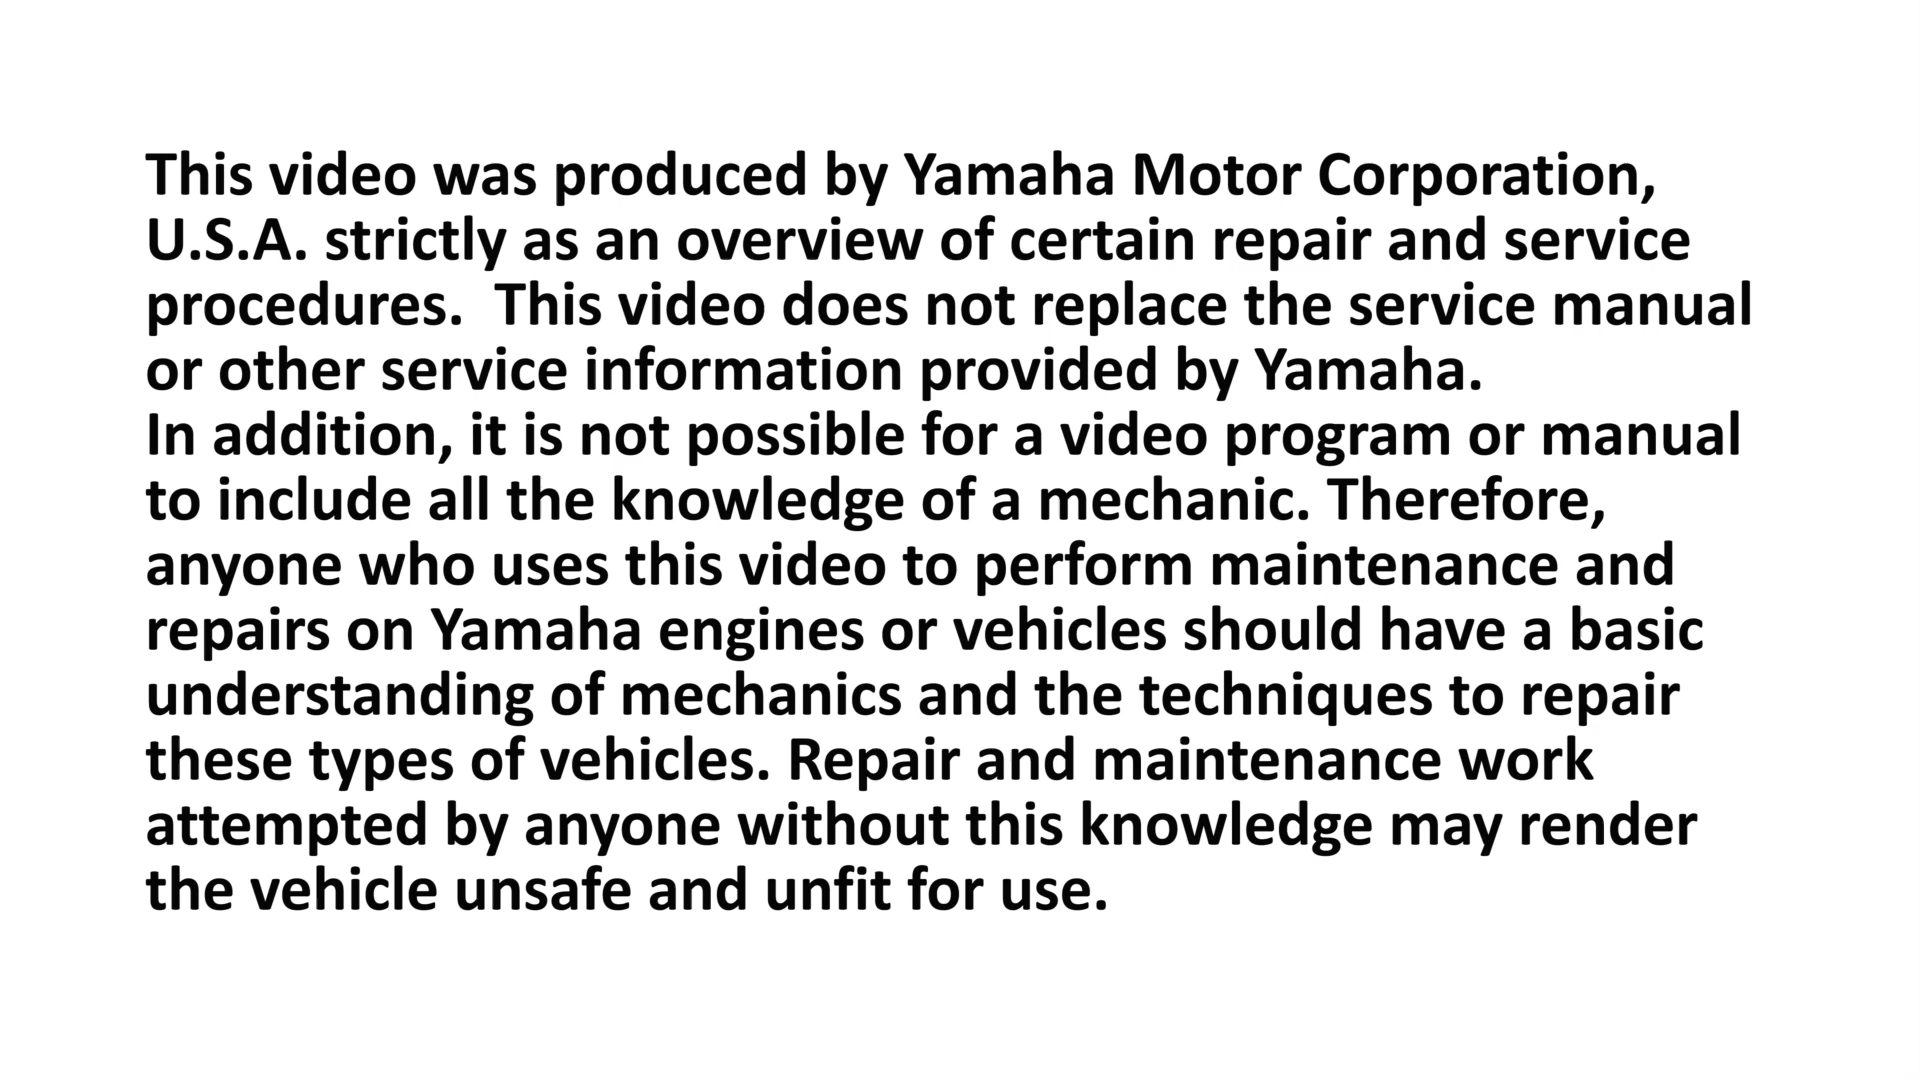 This video was produced by Yamaha Motor Corporation,
U.S.A. strictly as an overview of certain repair and service
procedures.  This video does not replace the service manual
or other service information provided by Yamaha.
In addition, it is not possible for a video program or manual
to include all the knowledge of a mechanic. Therefore,
anyone who uses this video to perform maintenance and
repairs on Yamaha engines or vehicles should have a basic
understanding of mechanics and the techniques to repair
these types of vehicles. Repair and maintenance work
attempted by anyone without this knowledge may render
the vehicle unsafe and unfit for use.